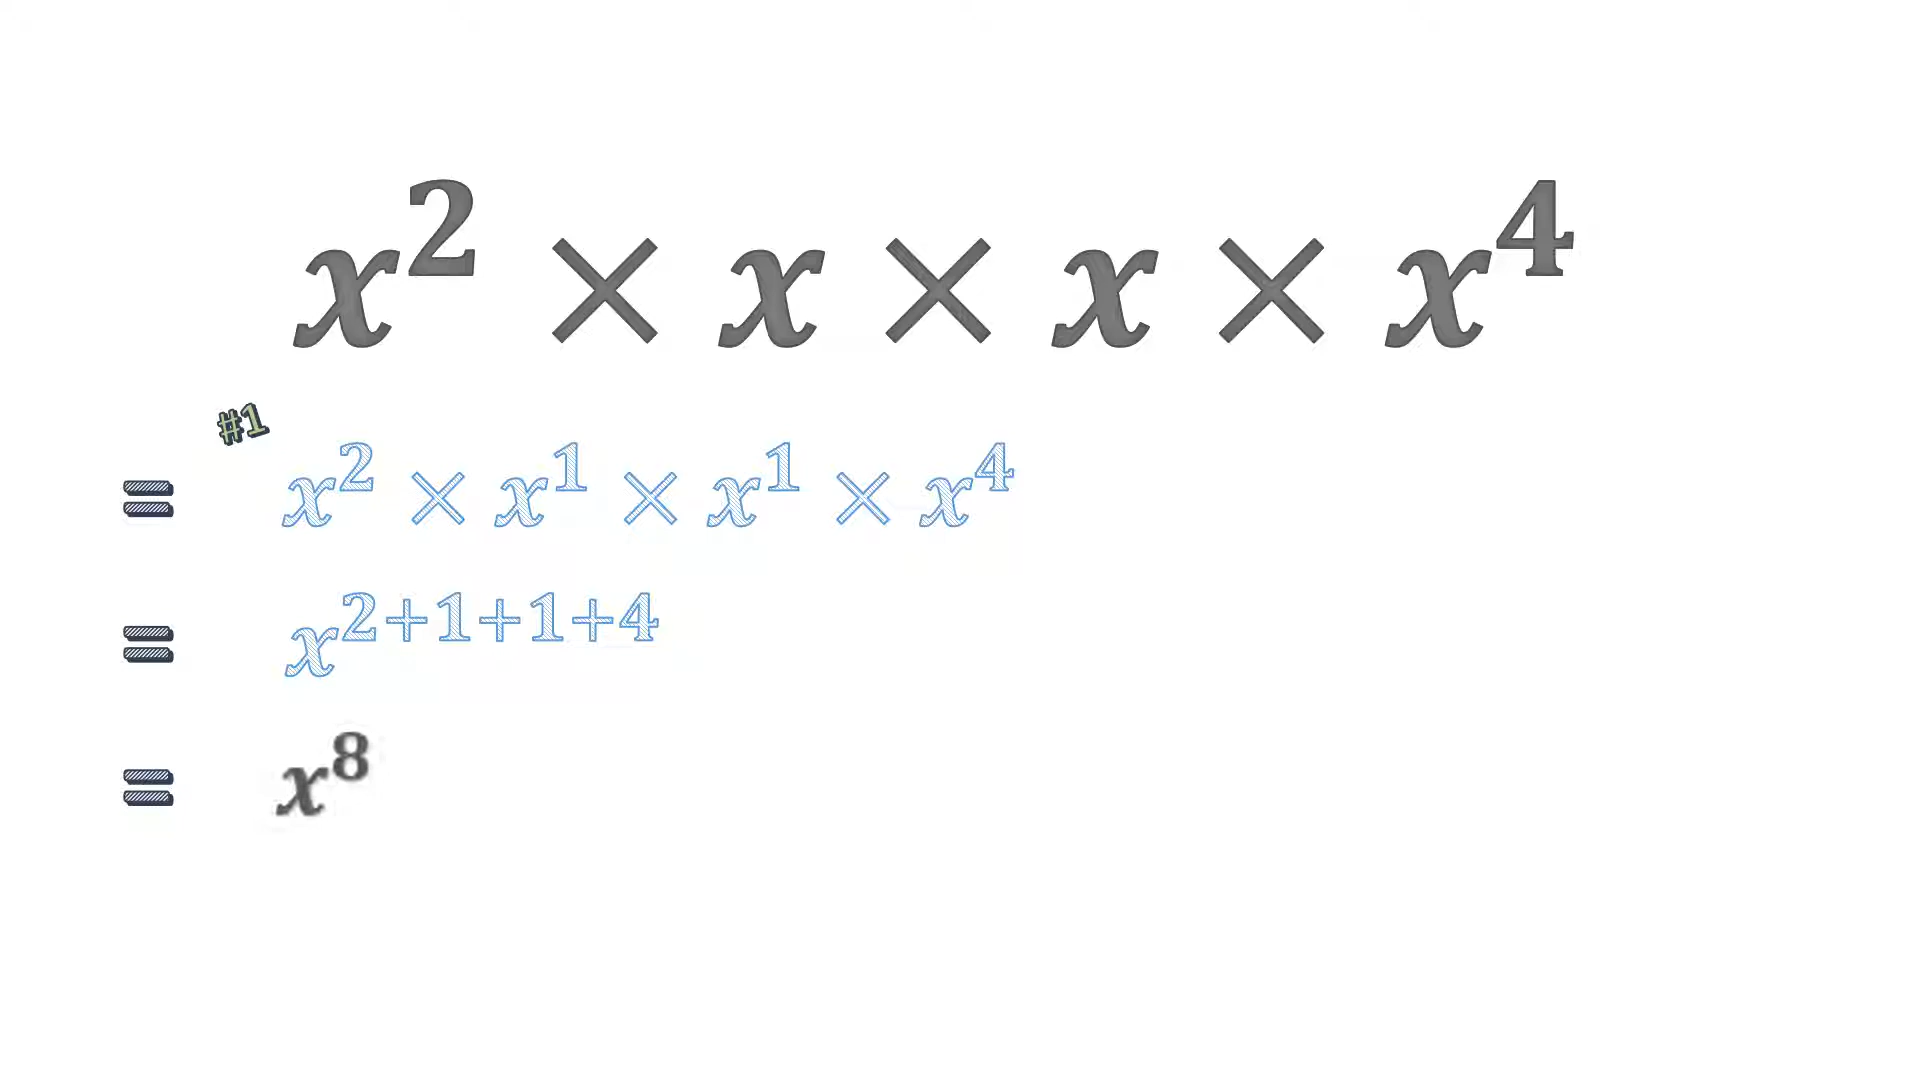 x² × x × x × x⁴
#1
= x² × x¹ × x¹ × x⁴
= x²⁺¹⁺¹⁺⁴
= x⁸